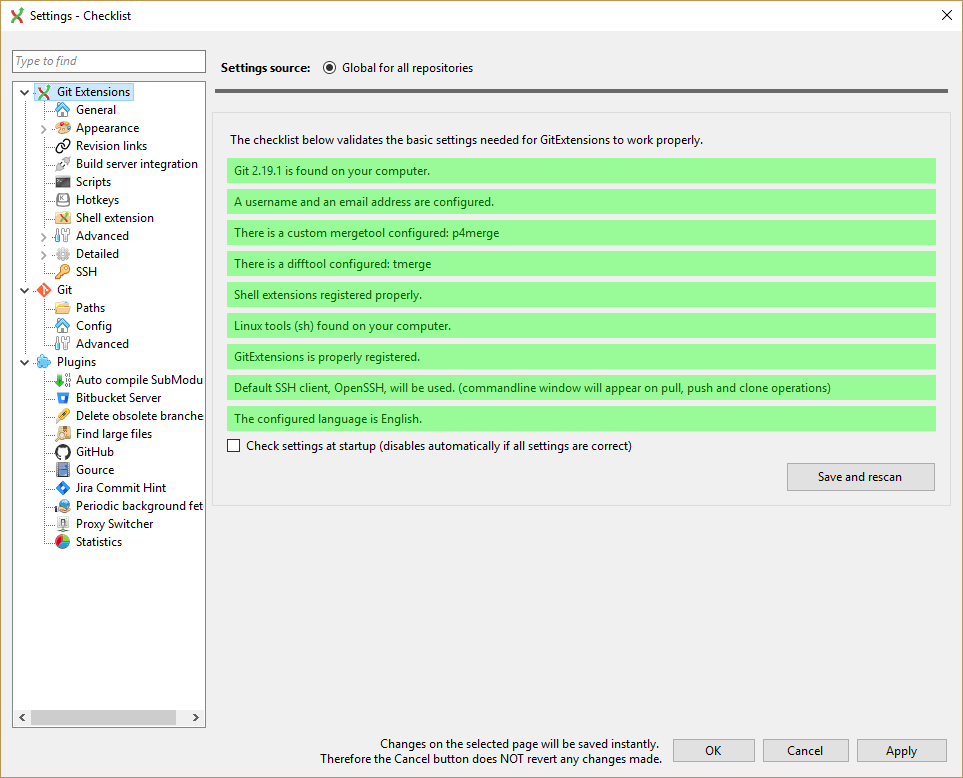 Settings - Checklist
Type to find
Git Extensions
General
Appearance
Revision links
Build server integration
Scripts
Hotkeys
Shell extension
Advanced
Detailed
SSH
Git
Paths
Config
Advanced
Plugins
Auto compile SubModu
Bitbucket Server
Delete obsolete branche
Find large files
GitHub
Gource
Jira Commit Hint
Periodic background fet
Proxy Switcher
Statistics
Settings source: Global for all repositories
The checklist below validates the basic settings needed for GitExtensions to work properly.
Git 2.19.1 is found on your computer.
A username and an email address are configured.
There is a custom mergetool configured: p4merge
There is a difftool configured: tmerge
Shell extensions registered properly.
Linux tools (sh) found on your computer.
GitExtensions is properly registered.
Default SSH client, OpenSSH, will be used. (commandline window will appear on pull, push and clone operations)
The configured language is English.
Check settings at startup (disables automatically if all settings are correct)
Save and rescan
Changes on the selected page will be saved instantly.
Therefore the Cancel button does NOT revert any changes made.
OK
Cancel
Apply